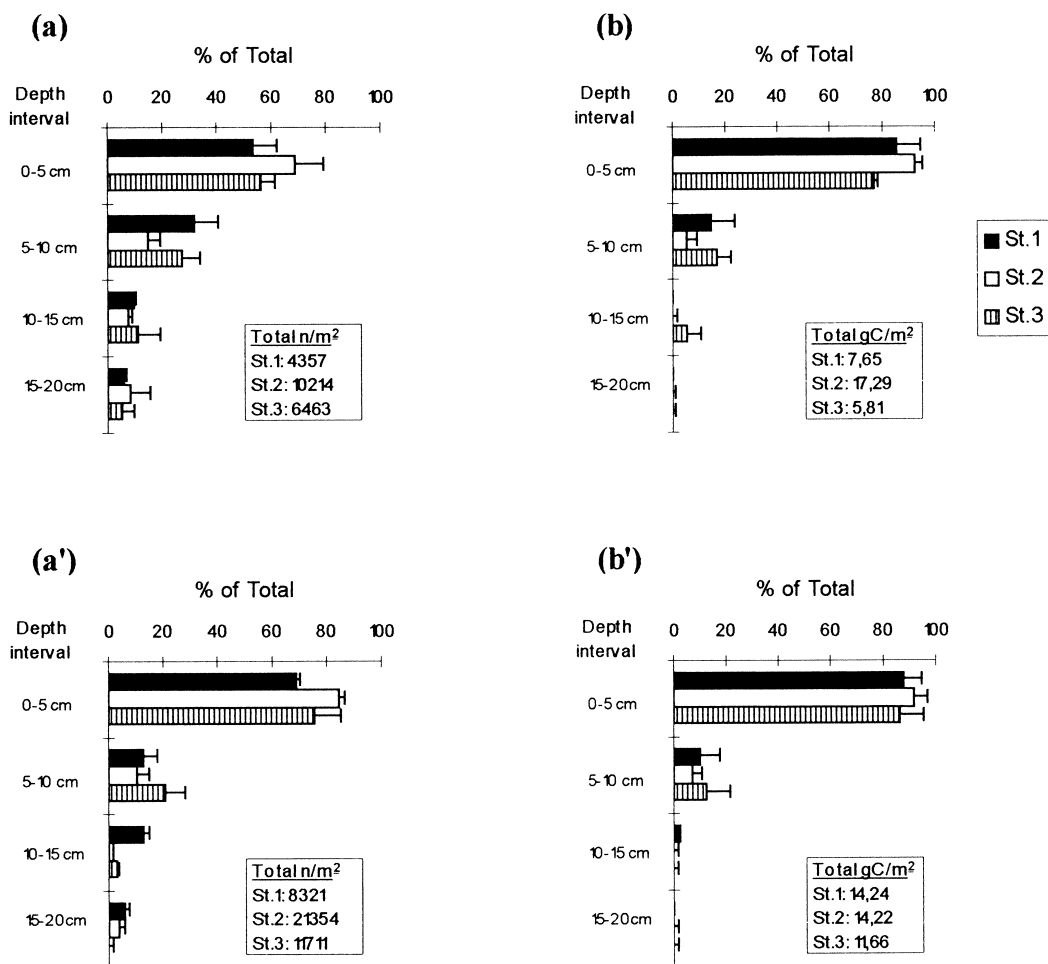 (a)
% of Total
Depth interval
0 20 40 60 80 100
0-5 cm
5-10 cm
10-15 cm
15-20cm
Total n/m²
St.1: 4357
St.2: 10214
St.3: 6463
(b)
% of Total
Depth interval
0 20 40 60 80 100
0-5 cm
5-10 cm
10-15 cm
15-20cm
Total gC/m²
St.1: 7,65
St.2: 17,29
St.3: 5,81
St.1
St.2
St.3
(a')
% of Total
Depth interval
0 20 40 60 80 100
0-5 cm
5-10 cm
10-15 cm
15-20cm
Total n/m²
St.1: 8321
St.2: 21354
St.3: 11711
(b')
% of Total
Depth interval
0 20 40 60 80 100
0-5 cm
5-10 cm
10-15 cm
15-20cm
Total gC/m²
St.1: 14,24
St.2: 14,22
St.3: 11,66